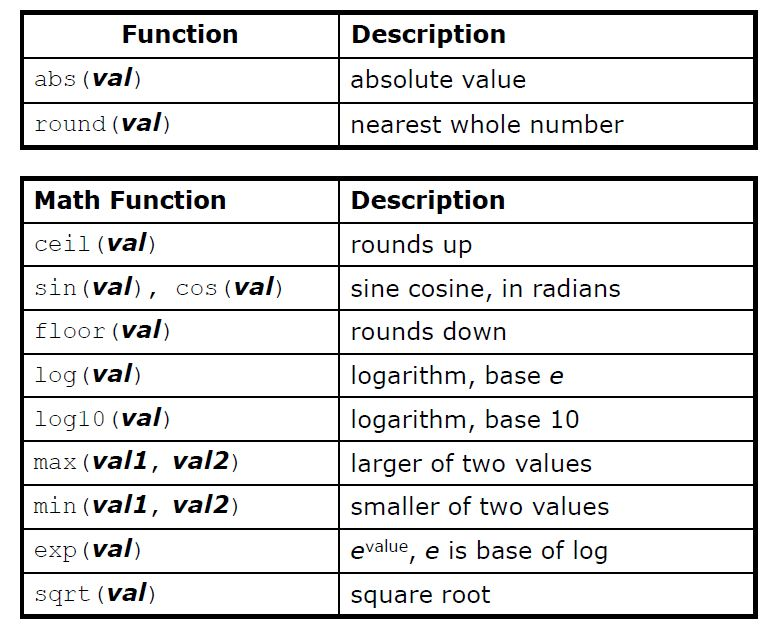 Function Description
abs(val) absolute value
round(val) nearest whole number
Math Function Description
ceil(val) rounds up
sin(val), cos(val) sine cosine, in radians
floor(val) rounds down
log(val) logarithm, base e
log10(val) logarithm, base 10
max(val1, val2) larger of two values
min(val1, val2) smaller of two values
exp(val) e^value, e is base of log
sqrt(val) square root